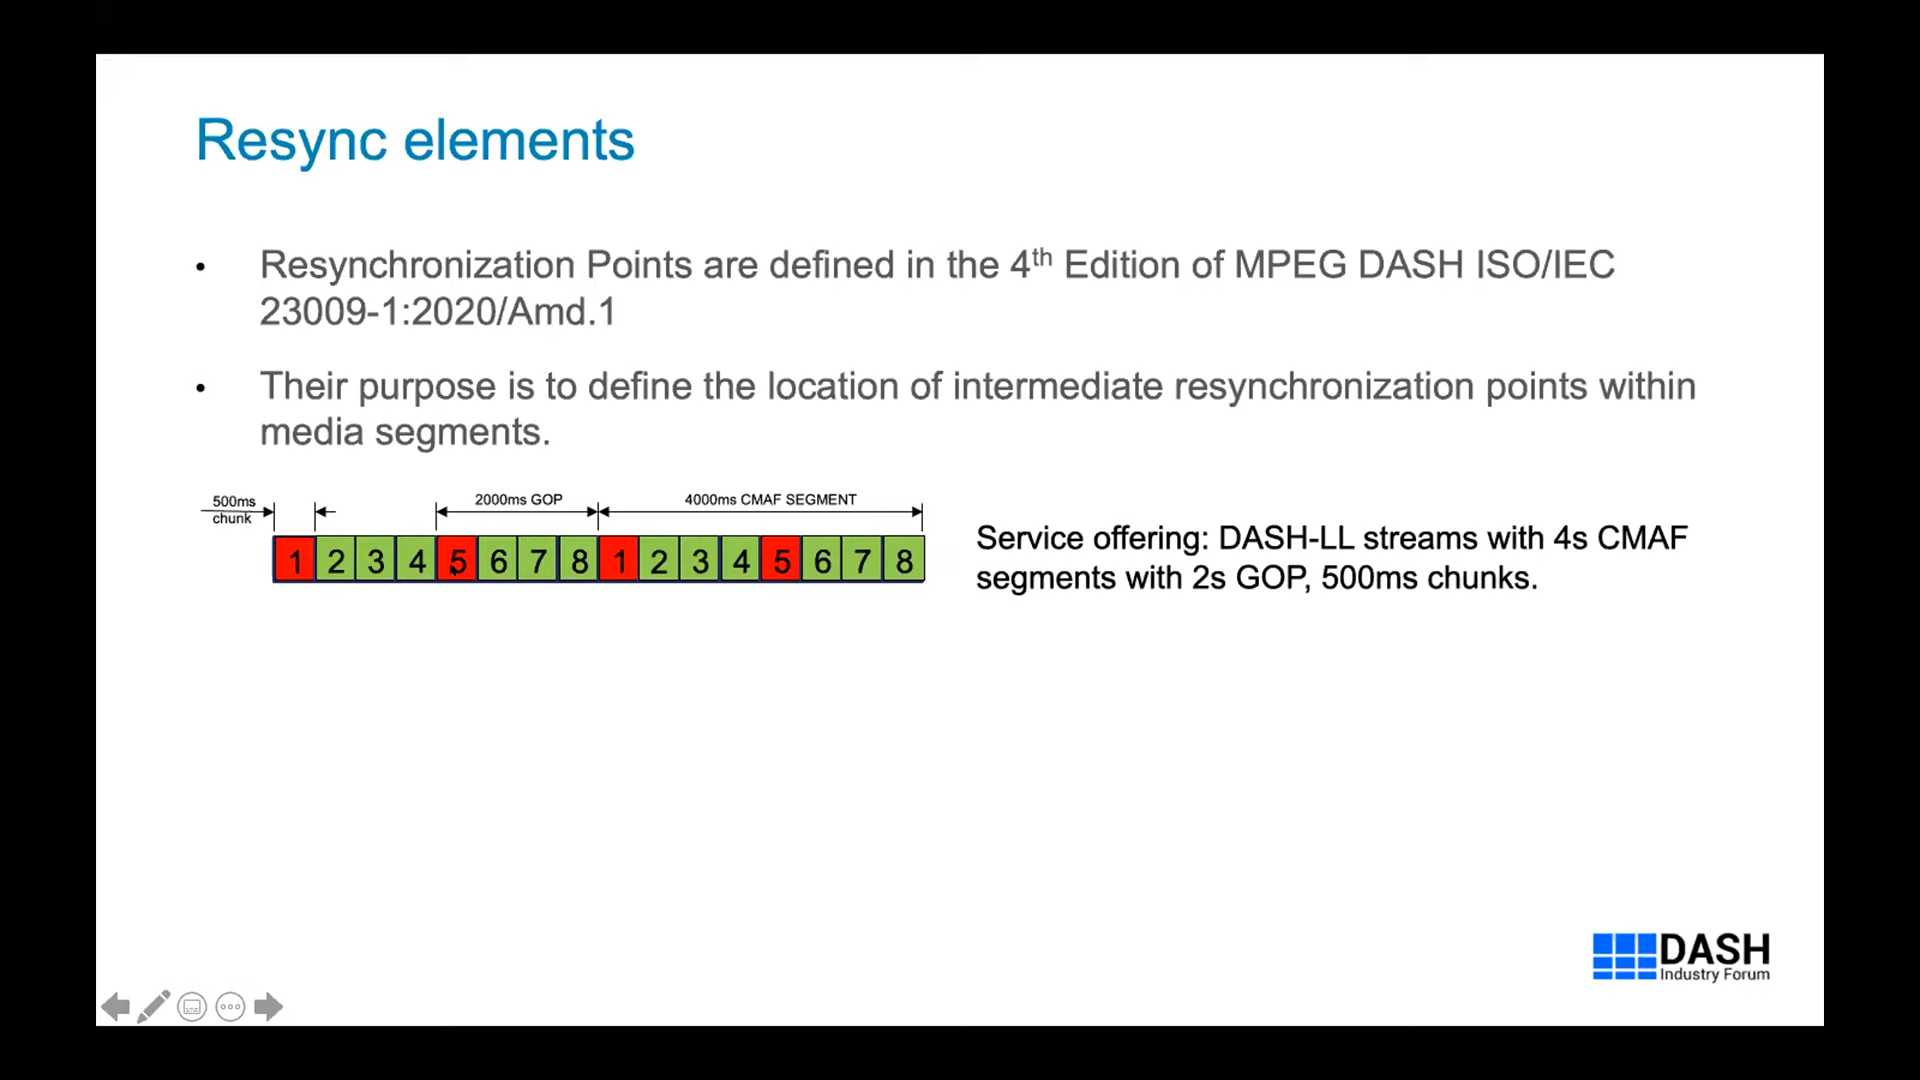 Resync elements
• Resynchronization Points are defined in the 4th Edition of MPEG DASH ISO/IEC
23009-1:2020/Amd.1
• Their purpose is to define the location of intermediate resynchronization points within
media segments.
500ms
chunk
2000ms GOP
4000ms CMAF SEGMENT
1 2 3 4 5 6 7 8 1 2 3 4 5 6 7 8
Service offering: DASH-LL streams with 4s CMAF
segments with 2s GOP, 500ms chunks.
DASH
Industry Forum